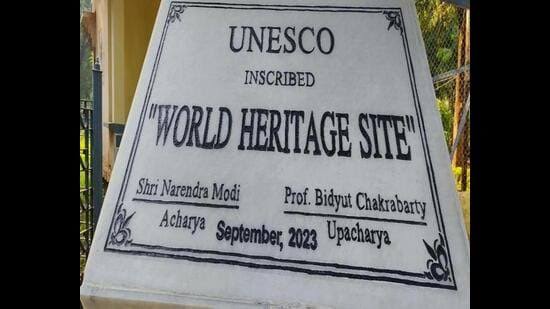 UNESCO
INSCRIBED
"WORLD HERITAGE SITE"
Shri Narendra Modi Prof. Bidyut Chakrabarty
Acharya Upacharya
September, 2023